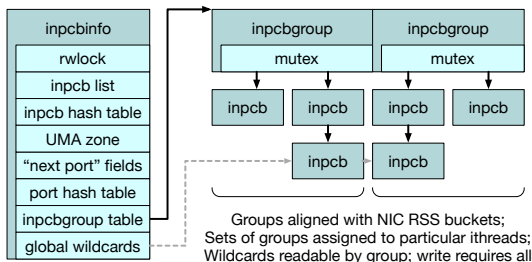 inpcbinfo
rwlock
inpcb list
inpcb hash table
UMA zone
“next port” fields
port hash table
inpcbgroup table
global wildcards
inpcbgroup
inpcbgroup
mutex
mutex
inpcb
inpcb
inpcb
inpcb
inpcb
inpcb
Groups aligned with NIC RSS buckets;
Sets of groups assigned to particular ithreads;
Wildcards readable by group; write requires all